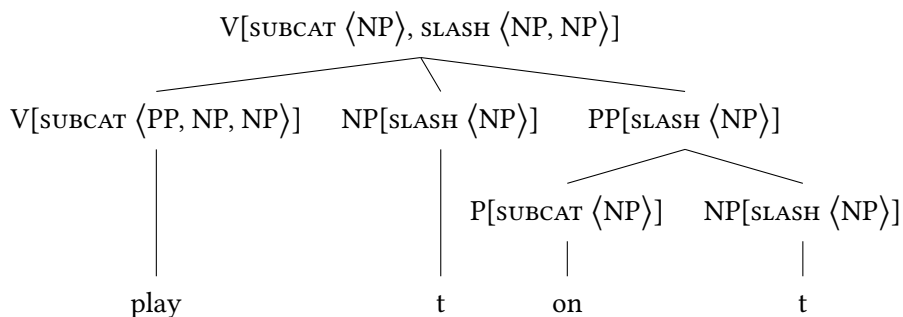 V[SUBCAT ⟨NP⟩, SLASH ⟨NP, NP⟩]
V[SUBCAT ⟨PP, NP, NP⟩] NP[SLASH ⟨NP⟩] PP[SLASH ⟨NP⟩]
P[SUBCAT ⟨NP⟩] NP[SLASH ⟨NP⟩]
play t on t